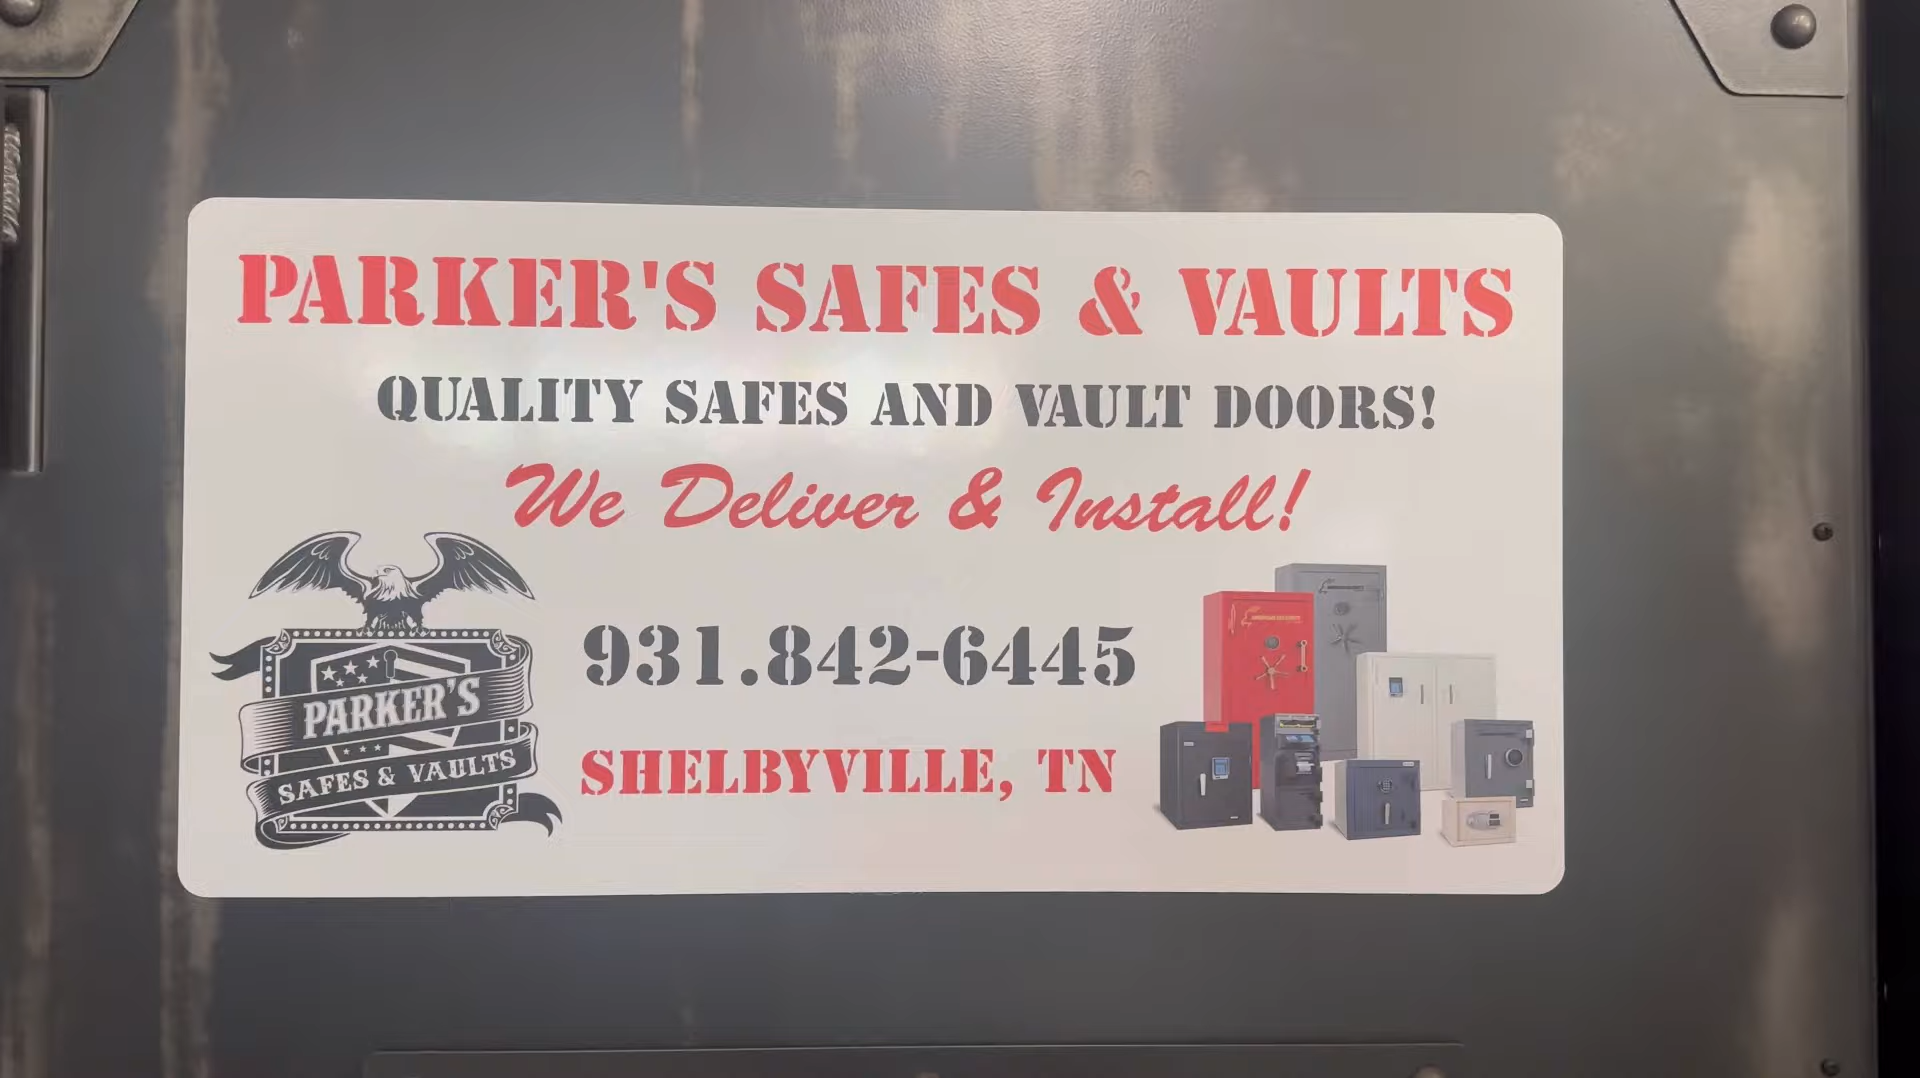 PARKER'S SAFES & VAULTS
QUALITY SAFES AND VAULT DOORS!
We Deliver & Install!
931.842-6445
SHELBYVILLE, TN
PARKER'S
SAFES & VAULTS